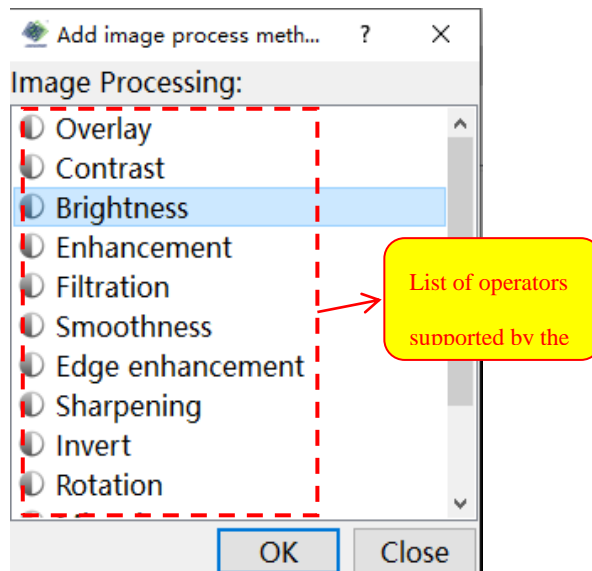 Add image process meth... ?
Image Processing:
Overlay
Contrast
Brightness
Enhancement
Filtration
Smoothness
Edge enhancement
Sharpening
Invert
Rotation
List of operators
supported by the
OK Close